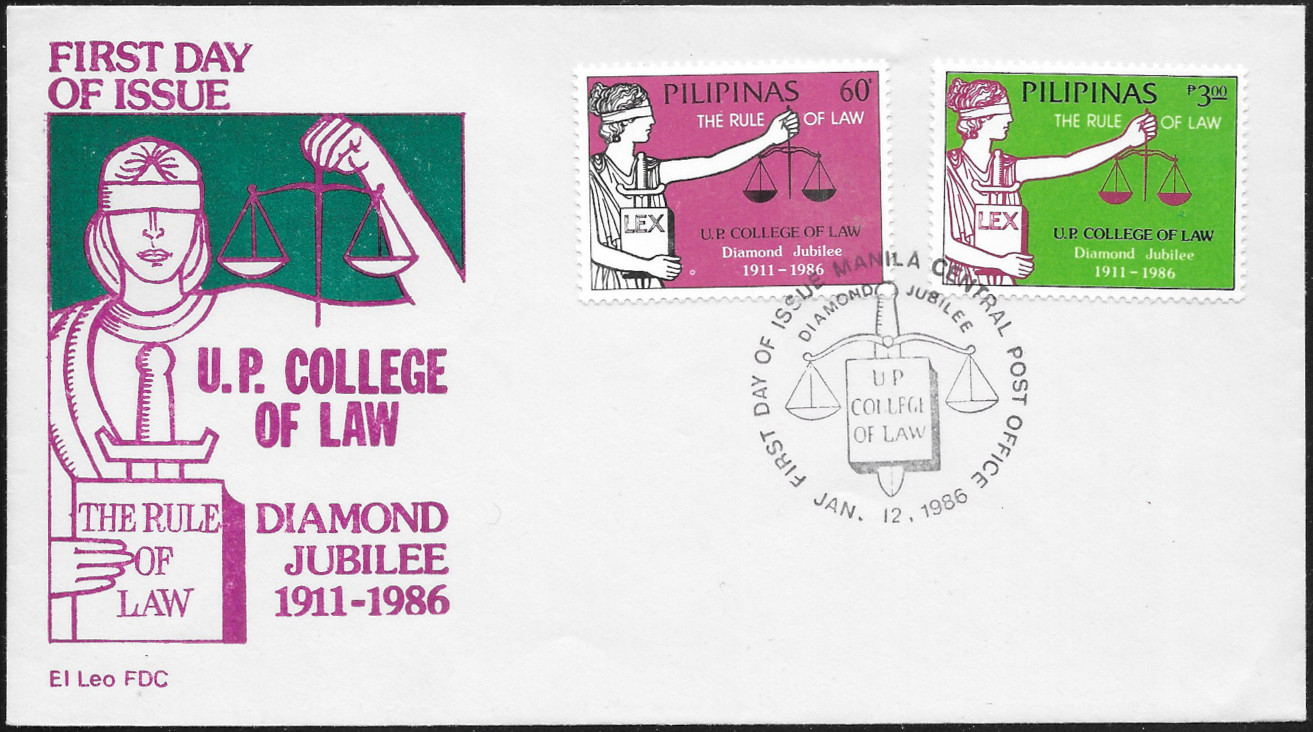 FIRST DAY
OF ISSUE
U.P. COLLEGE
OF LAW
THE RULE
OF
LAW
DIAMOND
JUBILEE
1911-1986
El Leo FDC
PILIPINAS 60s
THE RULE OF LAW
LEX
U.P. COLLEGE OF LAW
Diamond Jubilee
1911-1986
PILIPINAS ₱3.00
THE RULE OF LAW
LEX
U.P. COLLEGE OF LAW
Diamond Jubilee
1911-1986
FIRST DAY OF ISSUE MANILA CENTRAL POST OFFICE
DIAMOND JUBILEE
U P
COLLEGE
OF LAW
JAN. 12, 1986